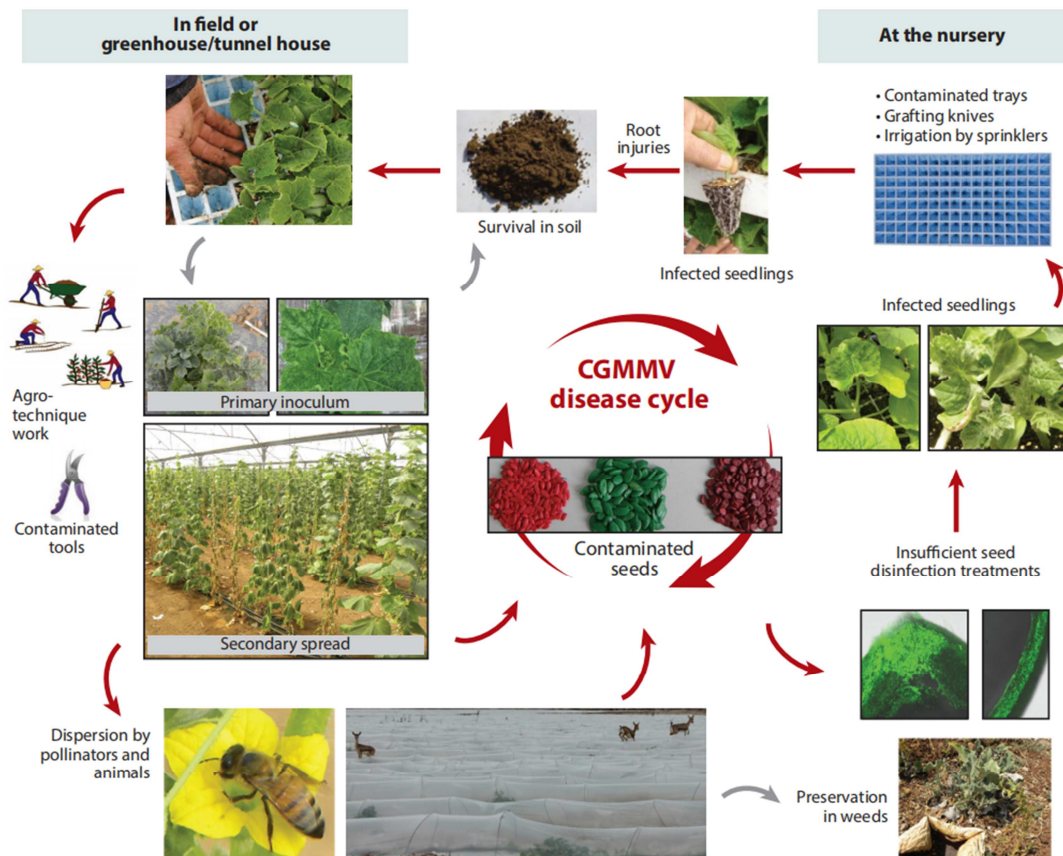 In field or
greenhouse/tunnel house
At the nursery
• Contaminated trays
• Grafting knives
• Irrigation by sprinklers
Root
injuries
Survival in soil
Infected seedlings
Infected seedlings
Agro-
technique
work
Primary inoculum
CGMMV
disease cycle
Contaminated
tools
Contaminated
seeds
Insufficient seed
disinfection treatments
Secondary spread
Dispersion by
pollinators and
animals
Preservation
in weeds